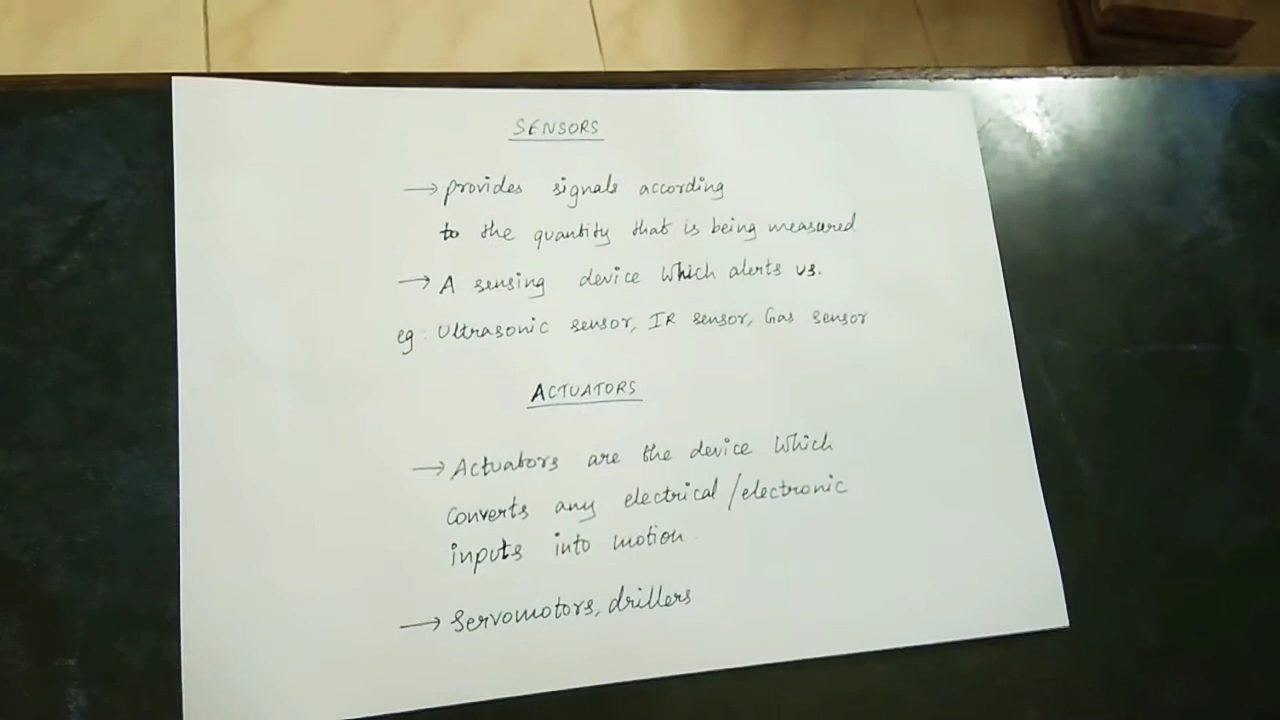 SENSORS
→ provides signals according
to the quantity that is being measured
→ A sensing device which alerts us.
eg: Ultrasonic sensor, IR sensor, Gas sensor
ACTUATORS
→ Actuators are the device which
converts any electrical/electronic
inputs into motion
→ Servomotors, drillers